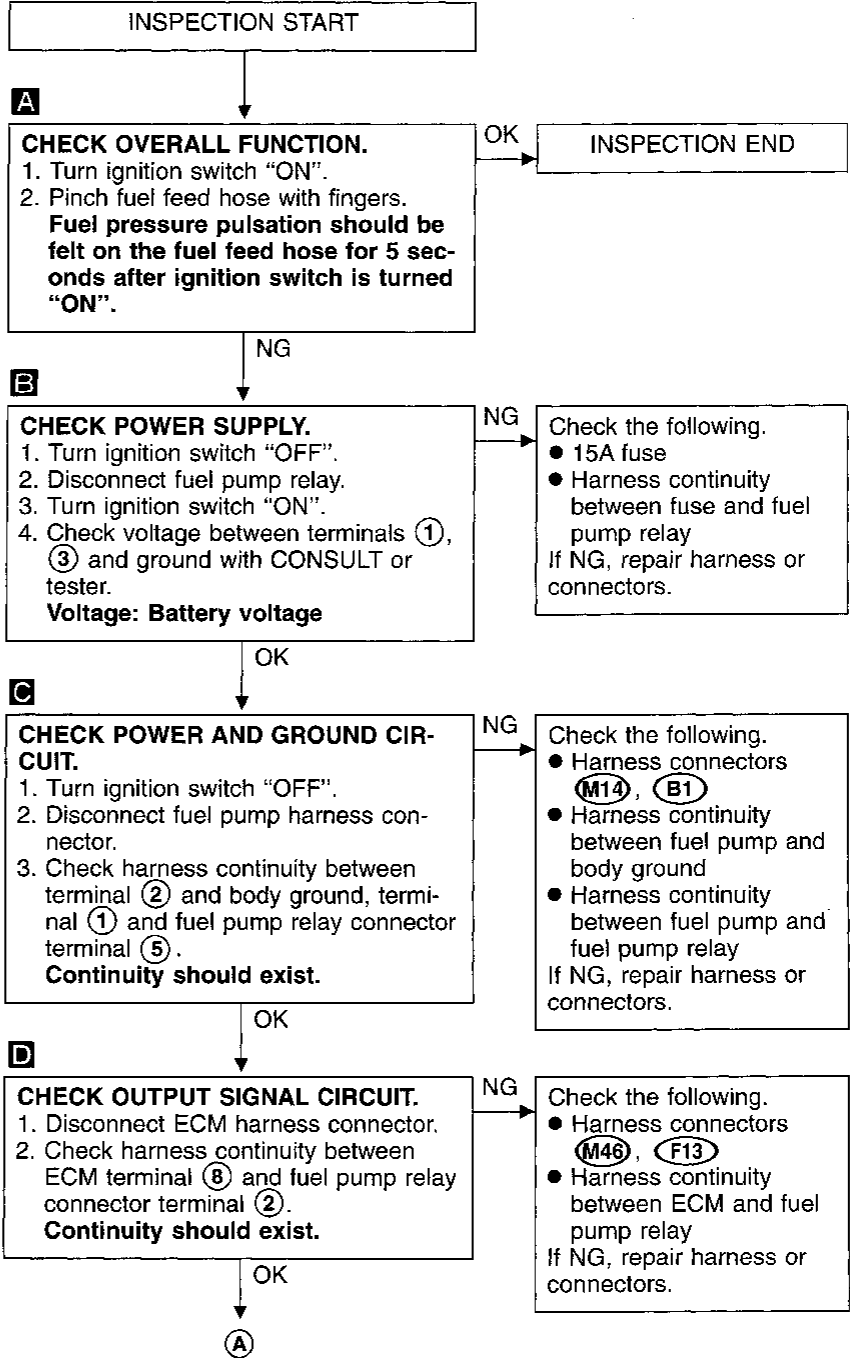 INSPECTION START
A
CHECK OVERALL FUNCTION.
1. Turn ignition switch “ON”.
2. Pinch fuel feed hose with fingers.
Fuel pressure pulsation should be
felt on the fuel feed hose for 5 sec-
onds after ignition switch is turned
“ON”.
OK
INSPECTION END
NG
B
CHECK POWER SUPPLY.
1. Turn ignition switch “OFF”.
2. Disconnect fuel pump relay.
3. Turn ignition switch “ON”.
4. Check voltage between terminals ①,
③ and ground with CONSULT or
tester.
Voltage: Battery voltage
NG
Check the following.
● 15A fuse
● Harness continuity
between fuse and fuel
pump relay
If NG, repair harness or
connectors.
OK
C
CHECK POWER AND GROUND CIR-
CUIT.
1. Turn ignition switch “OFF”.
2. Disconnect fuel pump harness con-
nector.
3. Check harness continuity between
terminal ② and body ground, termi-
nal ① and fuel pump relay connector
terminal ⑤.
Continuity should exist.
NG
Check the following.
● Harness connectors
M14, B1
● Harness continuity
between fuel pump and
body ground
● Harness continuity
between fuel pump and
fuel pump relay
If NG, repair harness or
connectors.
OK
D
CHECK OUTPUT SIGNAL CIRCUIT.
1. Disconnect ECM harness connector.
2. Check harness continuity between
ECM terminal ⑧ and fuel pump relay
connector terminal ②.
Continuity should exist.
NG
Check the following.
● Harness connectors
M46, F13
● Harness continuity
between ECM and fuel
pump relay
If NG, repair harness or
connectors.
OK
Ⓐ